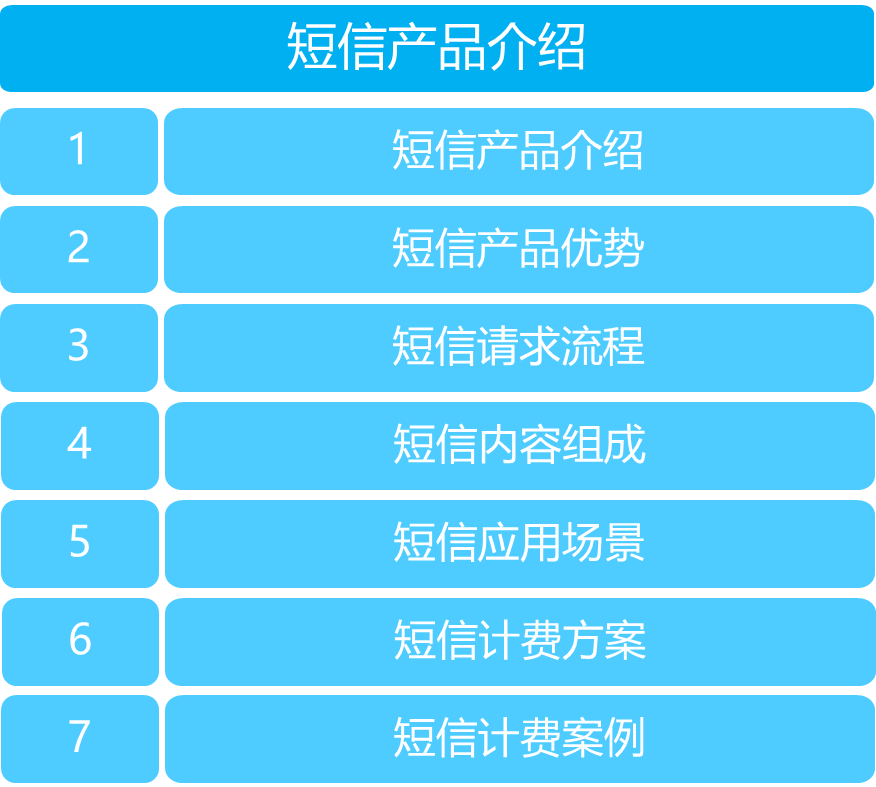 短信产品介绍
1 短信产品介绍
2 短信产品优势
3 短信请求流程
4 短信内容组成
5 短信应用场景
6 短信计费方案
7 短信计费案例